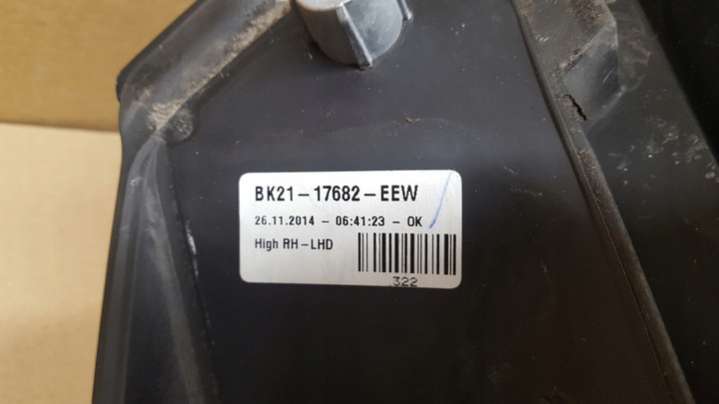 BK21-17682-EEW
26.11.2014 - 06:41:23 - OK
High RH-LHD
322